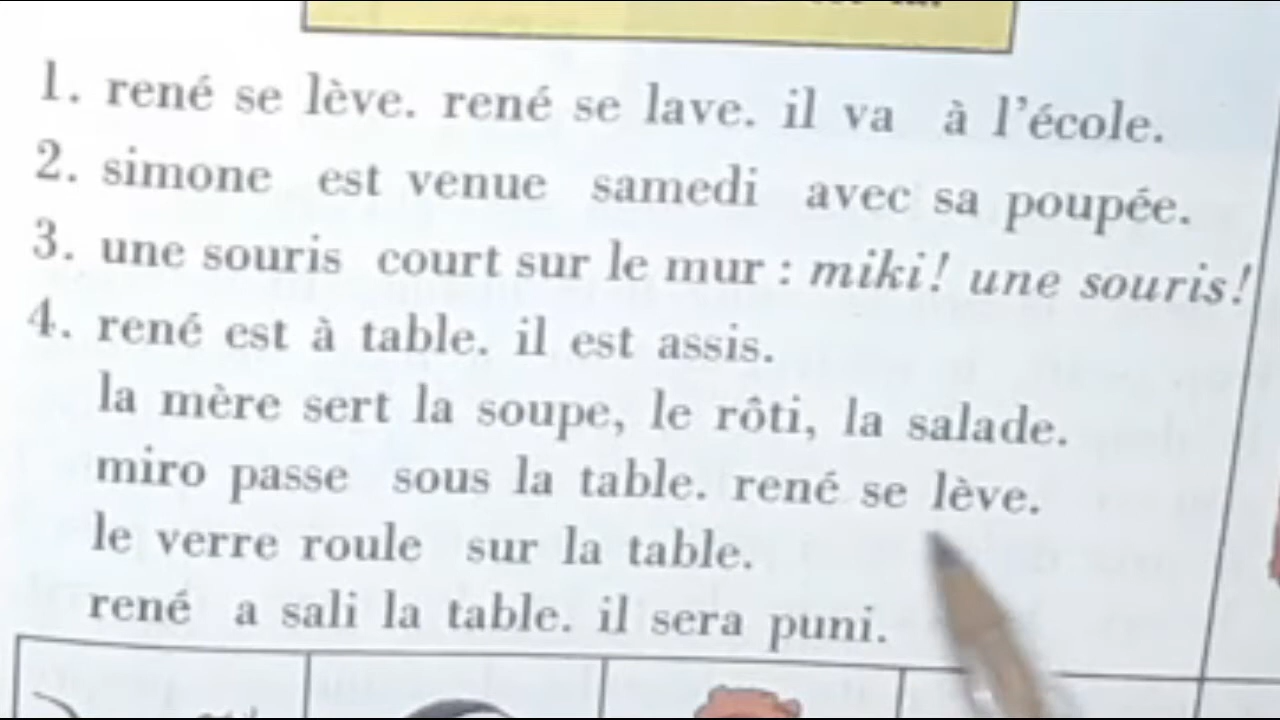 1. rené se lève. rené se lave. il va à l'école.
2. simone est venue samedi avec sa poupée.
3. une souris court sur le mur : miki! une souris!
4. rené est à table. il est assis.
la mère sert la soupe, le rôti, la salade.
miro passe sous la table. rené se lève.
le verre roule sur la table.
rené a sali la table. il sera puni.